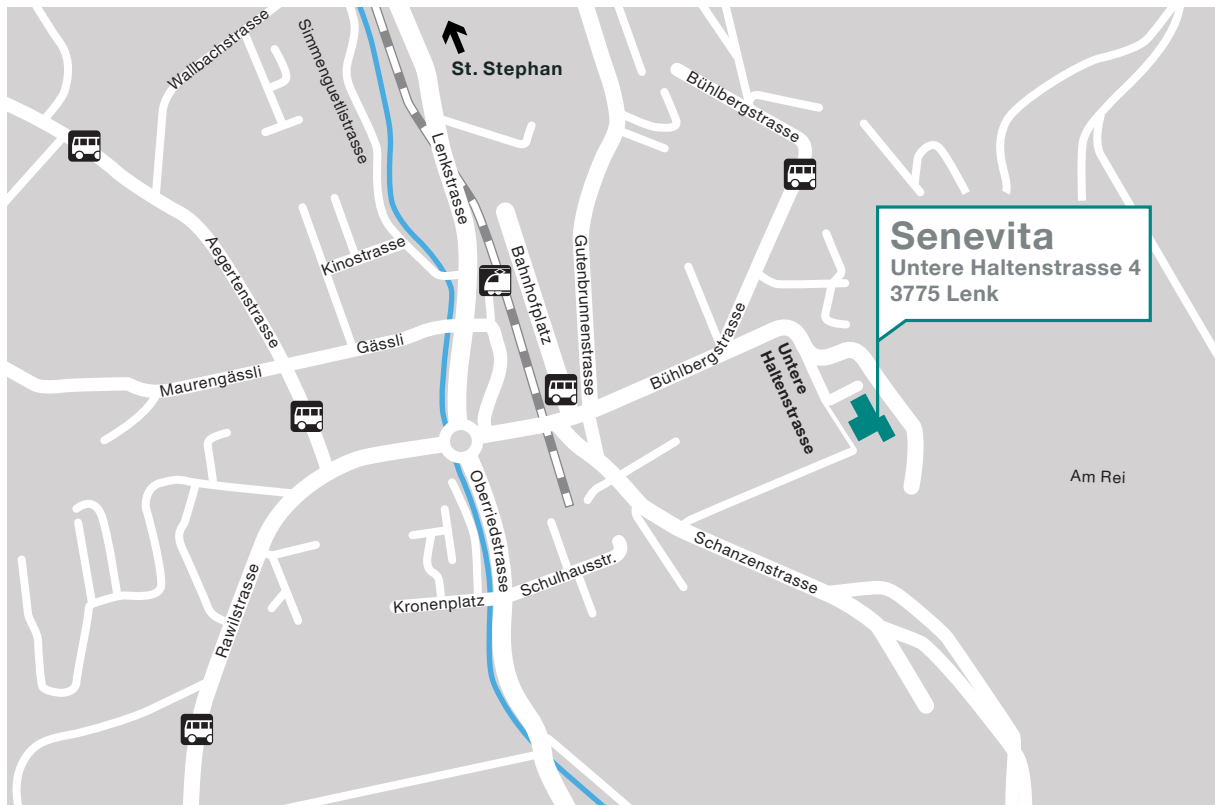 St. Stephan
Wallbachstrasse
Simmenguetlistrasse
Bühlbergstrasse
Lenkstrasse
Senevita
Untere Haltenstrasse 4
3775 Lenk
Aegertenstrasse
Kinostrasse
Bahnhofplatz
Gutenbrunnenstrasse
Gässli
Maurengässli
Bühlbergstrasse
Untere
Haltenstrasse
Am Rei
Oberriedstrasse
Schanzenstrasse
Schulhausstr.
Kronenplatz
Rawilstrasse